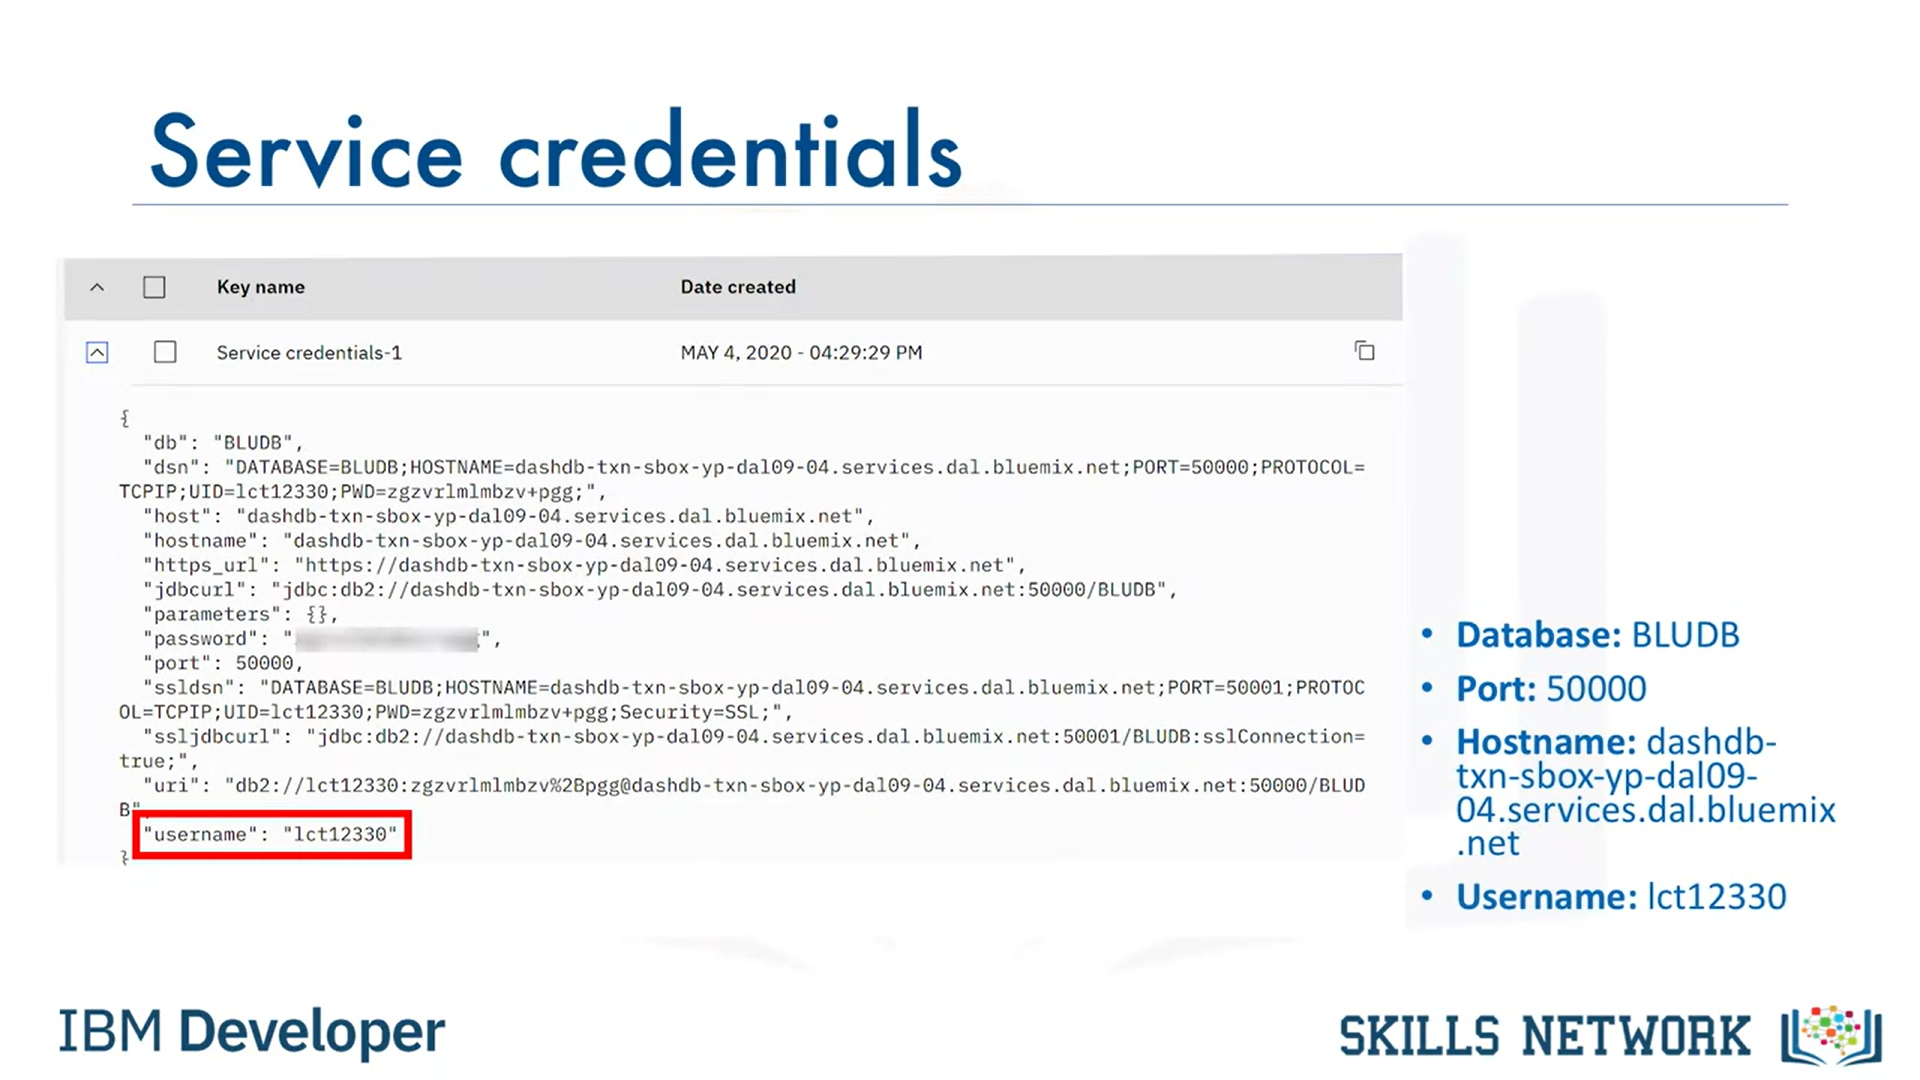 Service credentials
Key name Date created
Service credentials-1 MAY 4, 2020 - 04:29:29 PM
{
"db": "BLUDB",
"dsn": "DATABASE=BLUDB;HOSTNAME=dashdb-txn-sbox-yp-dal09-04.services.dal.bluemix.net;PORT=50000;PROTOCOL=
TCPIP;UID=lct12330;PWD=zgzvrlmlmbzv+pgg;",
"host": "dashdb-txn-sbox-yp-dal09-04.services.dal.bluemix.net",
"hostname": "dashdb-txn-sbox-yp-dal09-04.services.dal.bluemix.net",
"https_url": "https://dashdb-txn-sbox-yp-dal09-04.services.dal.bluemix.net",
"jdbcurl": "jdbc:db2://dashdb-txn-sbox-yp-dal09-04.services.dal.bluemix.net:50000/BLUDB",
"parameters": {},
"password": "",
"port": 50000,
"ssldsn": "DATABASE=BLUDB;HOSTNAME=dashdb-txn-sbox-yp-dal09-04.services.dal.bluemix.net;PORT=50001;PROTOC
OL=TCPIP;UID=lct12330;PWD=zgzvrlmlmbzv+pgg;Security=SSL;",
"ssljdbcurl": "jdbc:db2://dashdb-txn-sbox-yp-dal09-04.services.dal.bluemix.net:50001/BLUDB:sslConnection=
true;",
"uri": "db2://lct12330:zgzvrlmlmbzv%2Bpgg@dashdb-txn-sbox-yp-dal09-04.services.dal.bluemix.net:50000/BLUD
B",
"username": "lct12330"
}
• Database: BLUDB
• Port: 50000
• Hostname: dashdb-
txn-sbox-yp-dal09-
04.services.dal.bluemix
.net
• Username: lct12330
IBM Developer
SKILLS NETWORK